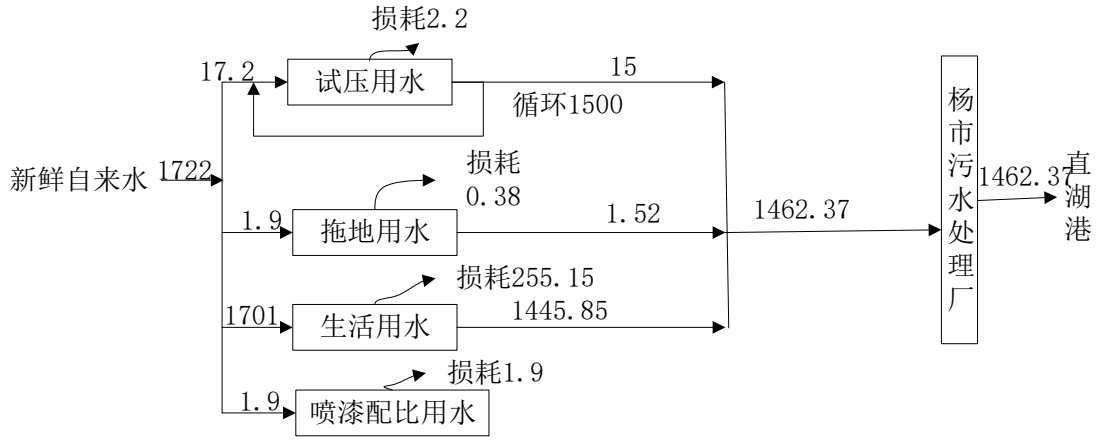 损耗2.2
17.2
试压用水
15
循环1500
新鲜自来水
1722
损耗
0.38
1.9
拖地用水
1.52
1462.37
杨市污水处理厂
1462.37
直湖港
损耗255.15
1701
生活用水
1445.85
损耗1.9
1.9
喷漆配比用水